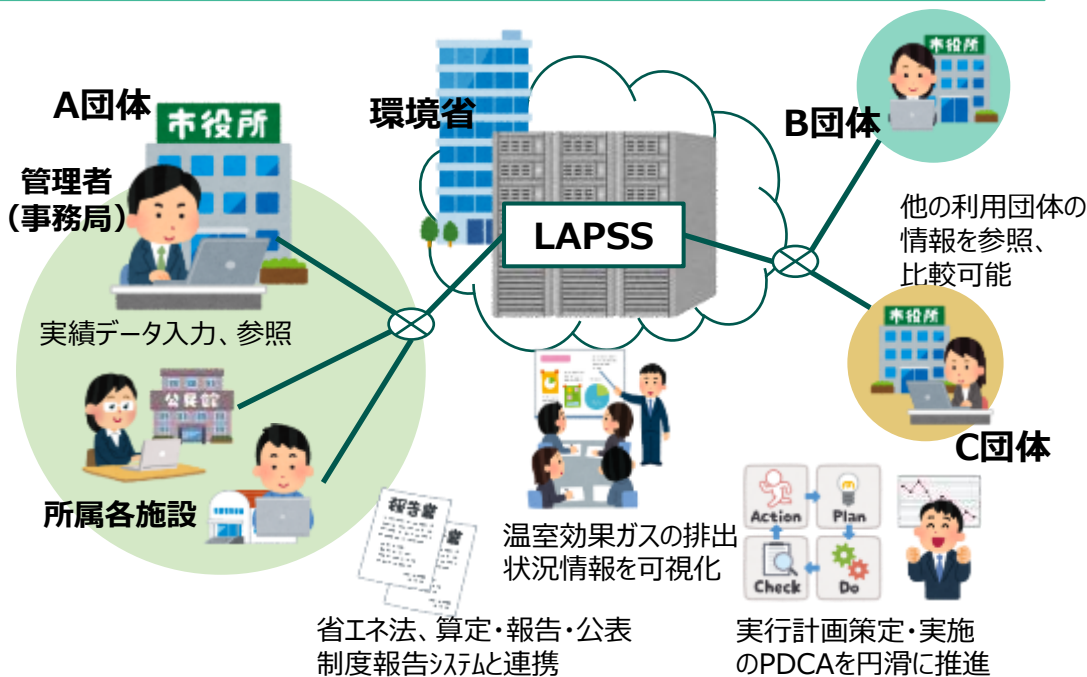 A団体
市役所
管理者
（事務局）
実績データ入力、参照
公民館
所属各施設
環境省
LAPSS
B団体
市役所
他の利用団体の
情報を参照、
比較可能
市役所
C団体
報告書
温室効果ガスの排出
状況情報を可視化
Action
Plan
Check
Do
省エネ法、算定・報告・公表
制度報告システムと連携
実行計画策定・実施
のPDCAを円滑に推進